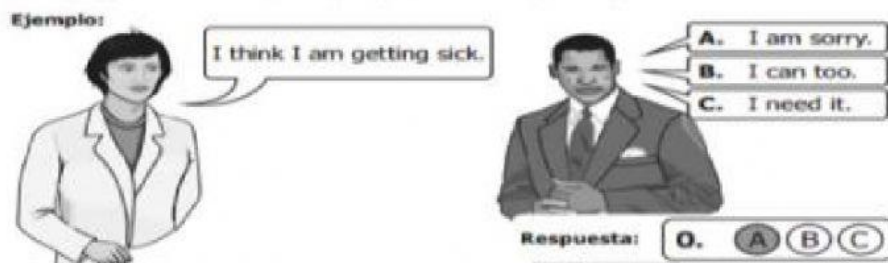 Ejemplo:
I think I am getting sick.
A. I am sorry.
B. I can too.
C. I need it.
Respuesta: 0. A B C